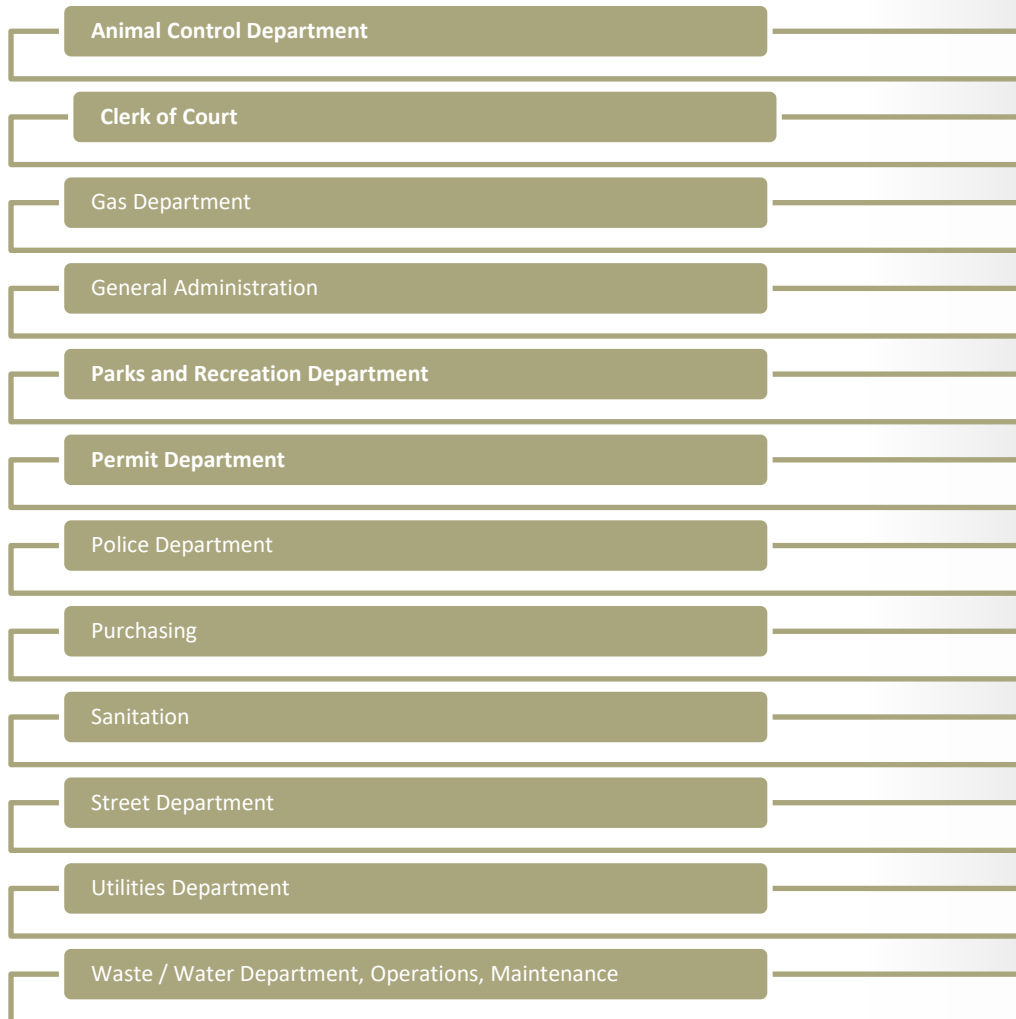 Animal Control Department
Clerk of Court
Gas Department
General Administration
Parks and Recreation Department
Permit Department
Police Department
Purchasing
Sanitation
Street Department
Utilities Department
Waste / Water Department, Operations, Maintenance